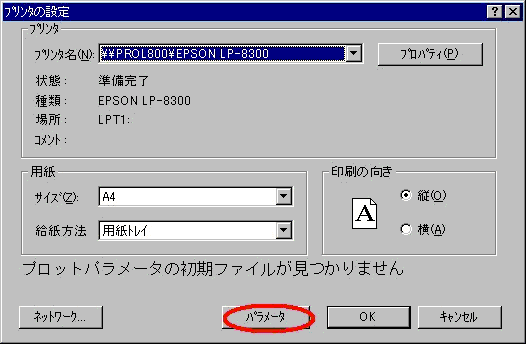 ﾌﾟﾘﾝﾀの設定
ﾌﾟﾘﾝﾀ
ﾌﾟﾘﾝﾀ名(N):
¥¥PROL800¥EPSON LP-8300
ﾌﾟﾛﾊﾟﾃｨ(P)
状態： 準備完了
種類： EPSON LP-8300
場所： LPT1:
ｺﾒﾝﾄ：
用紙
ｻｲｽﾞ(Z): A4
給紙方法 用紙ﾄﾚｲ
印刷の向き
A
縦(O)
横(A)
プロットパラメータの初期ファイルが見つかりません
ﾈｯﾄﾜｰｸ... ﾊﾟﾗﾒｰﾀ OK ｷｬﾝｾﾙ